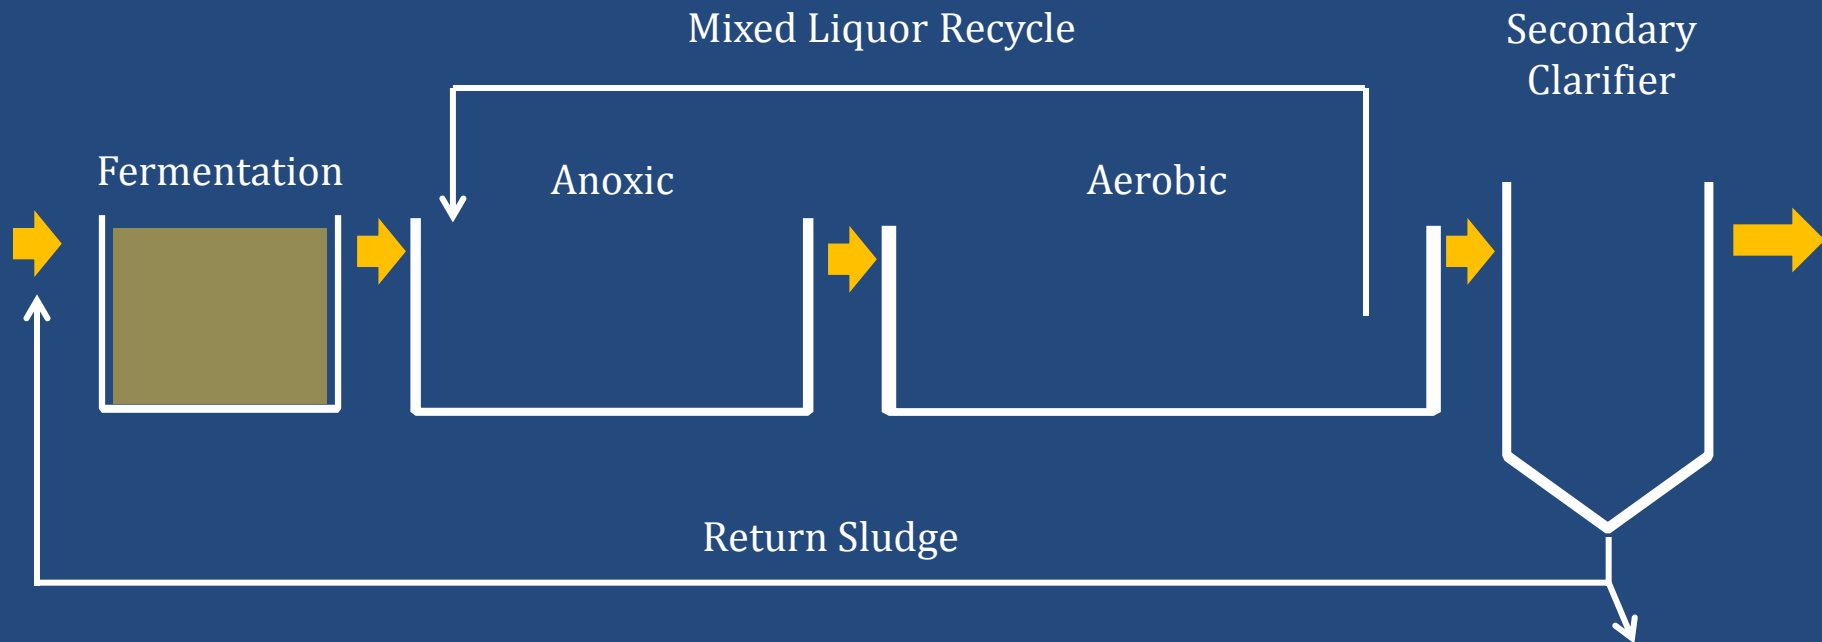 Mixed Liquor Recycle
Secondary
Clarifier
Fermentation
Anoxic
Aerobic
Return Sludge